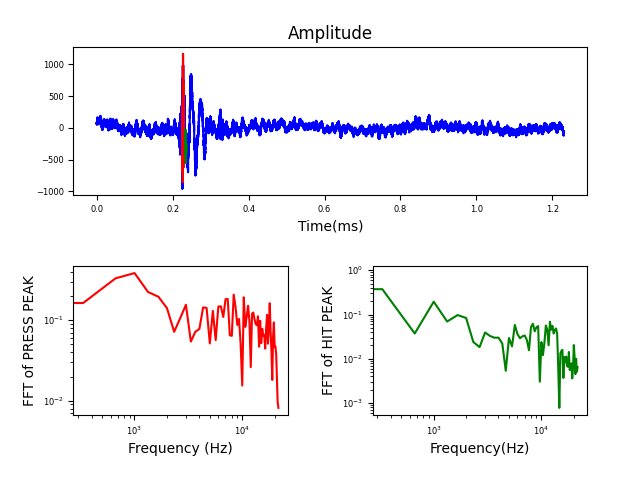 Amplitude
1000
500
0
−500
−1000
0.0 0.2 0.4 0.6 0.8 1.0 1.2
Time(ms)
FFT of PRESS PEAK
10⁻¹
10⁻²
10³ 10⁴
Frequency (Hz)
FFT of HIT PEAK
10⁰
10⁻¹
10⁻²
10⁻³
10³ 10⁴
Frequency(Hz)